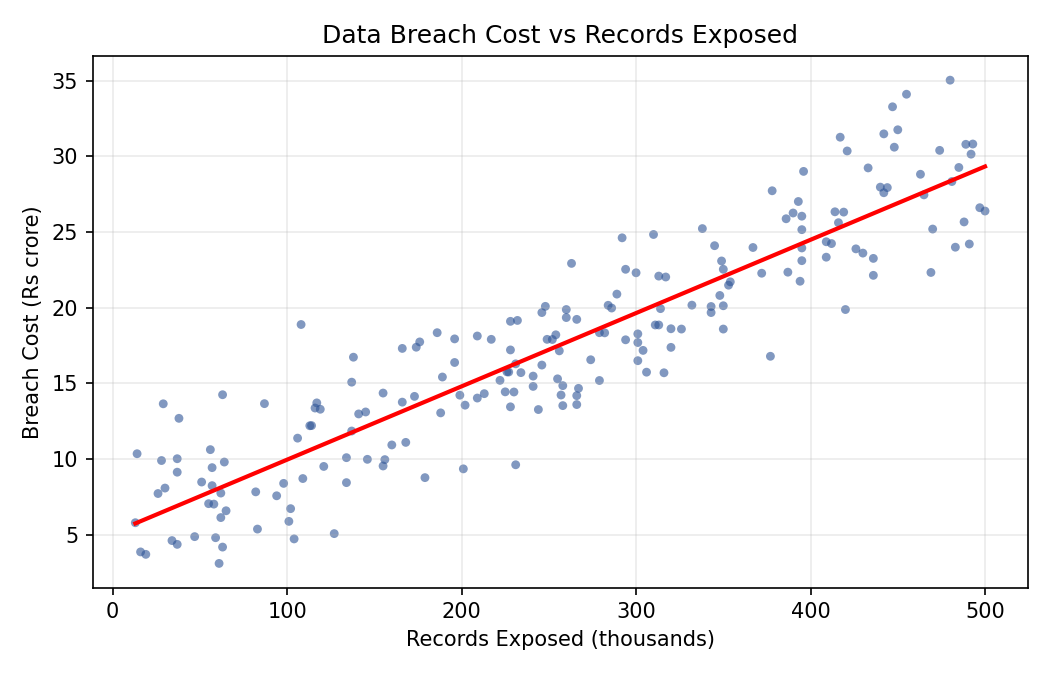 Data Breach Cost vs Records Exposed
Breach Cost (Rs crore)
35
30
25
20
15
10
5
0 100 200 300 400 500
Records Exposed (thousands)